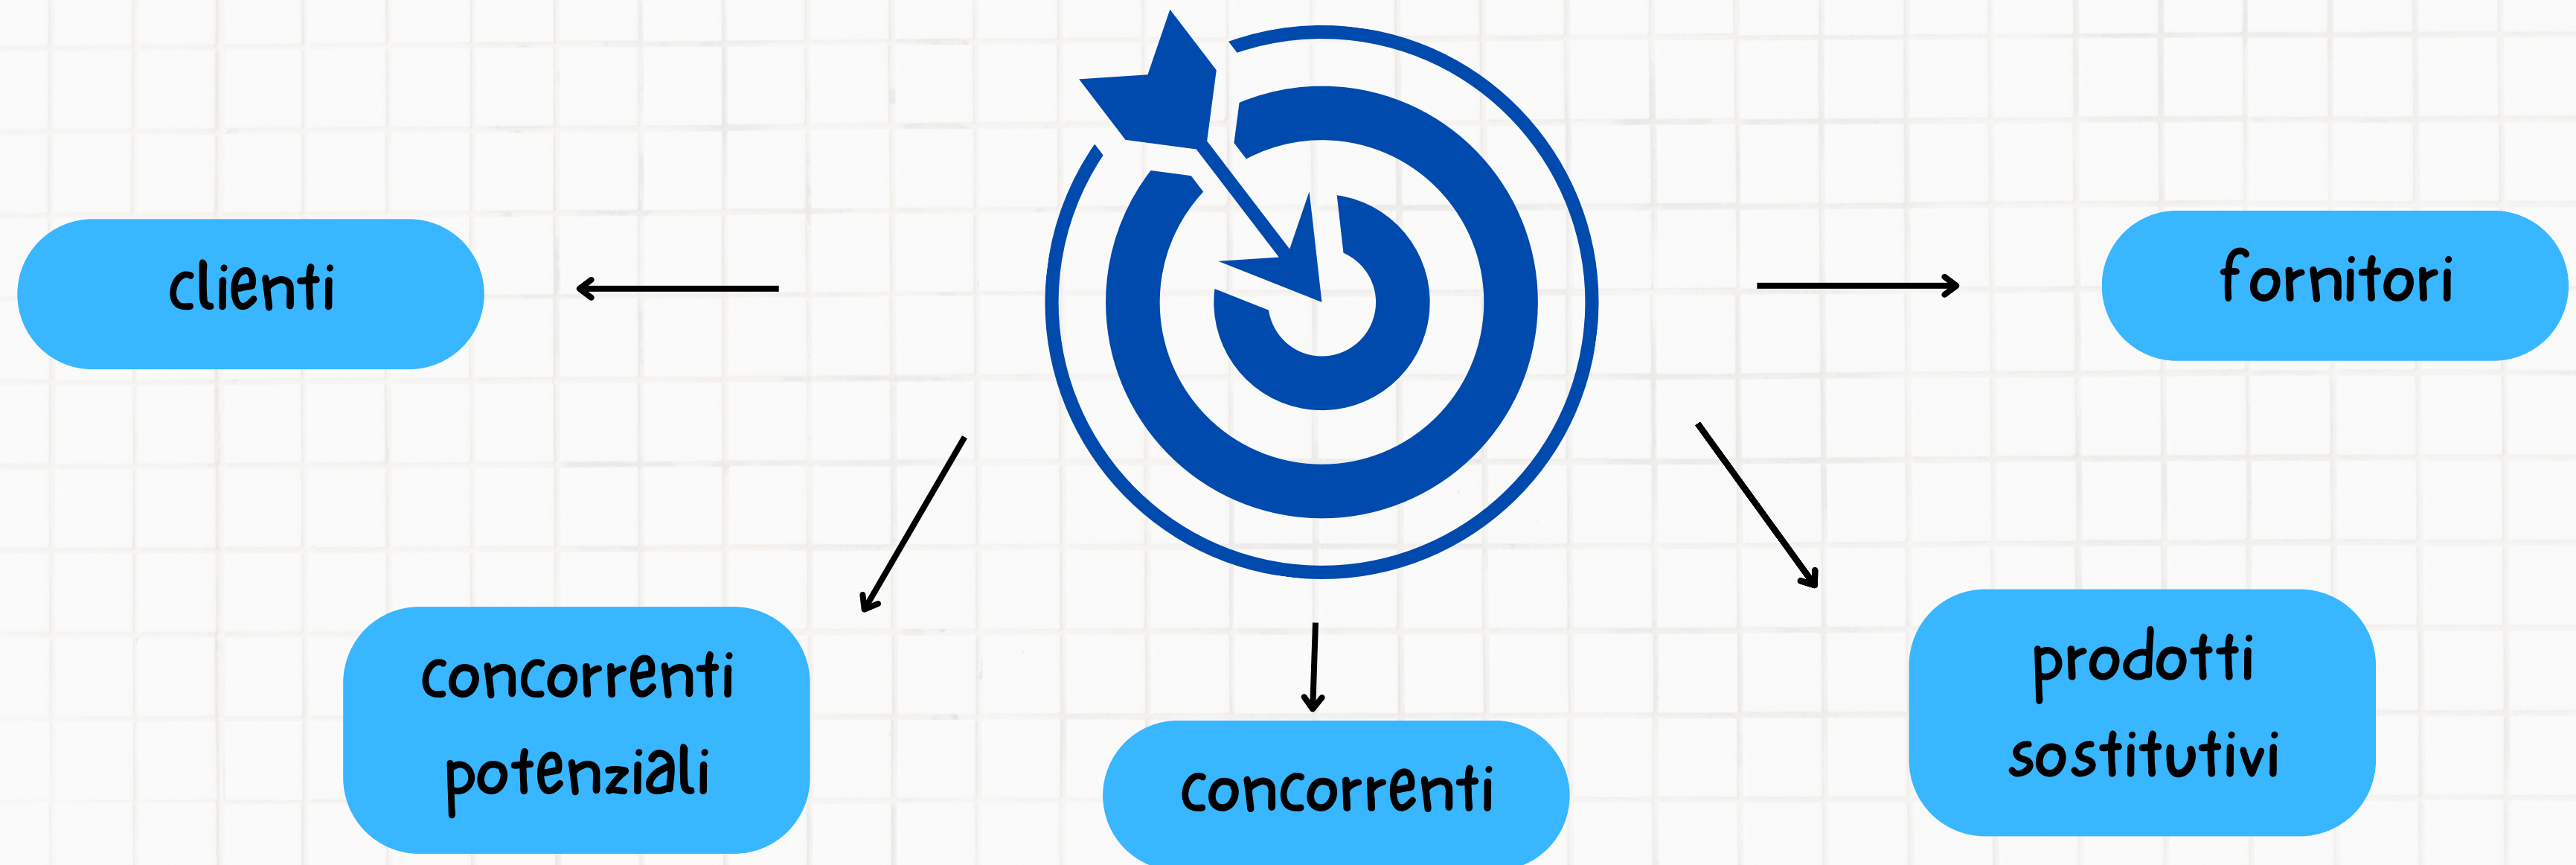 clienti
fornitori
concorrenti
potenziali
concorrenti
prodotti
sostitutivi